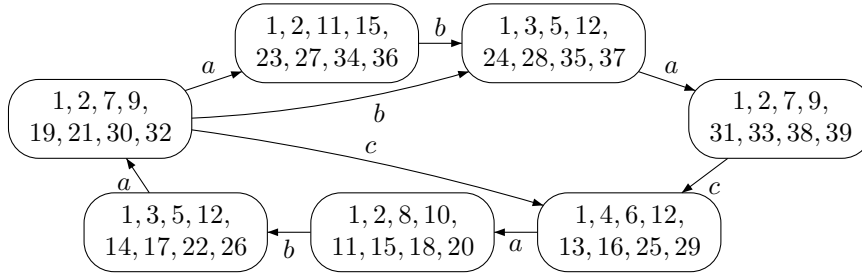 1, 2, 11, 15,
23, 27, 34, 36
b
1, 3, 5, 12,
24, 28, 35, 37
a
a
1, 2, 7, 9,
19, 21, 30, 32
b
1, 2, 7, 9,
31, 33, 38, 39
c
c
a
1, 3, 5, 12,
14, 17, 22, 26
b
1, 2, 8, 10,
11, 15, 18, 20
a
1, 4, 6, 12,
13, 16, 25, 29